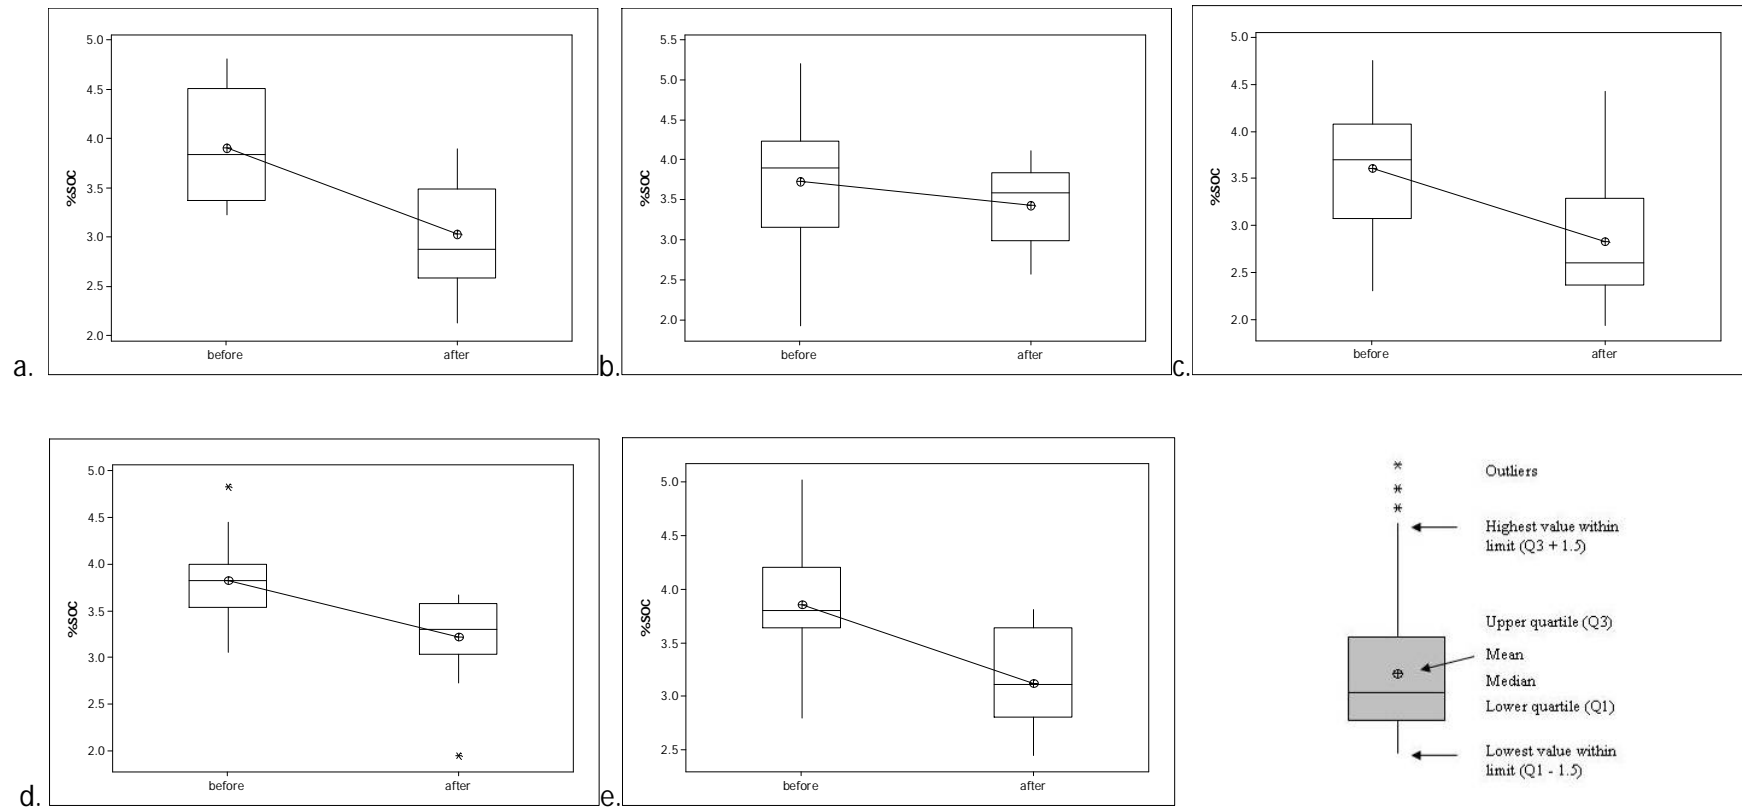 5.0
4.5
4.0
3.5
3.0
2.5
2.0
%SOC
before after
a.
5.5
5.0
4.5
4.0
3.5
3.0
2.5
2.0
%SOC
before after
b.
5.0
4.5
4.0
3.5
3.0
2.5
2.0
%SOC
before after
c.
5.0
4.5
4.0
3.5
3.0
2.5
2.0
%SOC
before after
d.
5.0
4.5
4.0
3.5
3.0
2.5
%SOC
before after
e.
Outliers
Highest value within
limit (Q3 + 1.5)
Upper quartile (Q3)
Mean
Median
Lower quartile (Q1)
Lowest value within
limit (Q1 - 1.5)